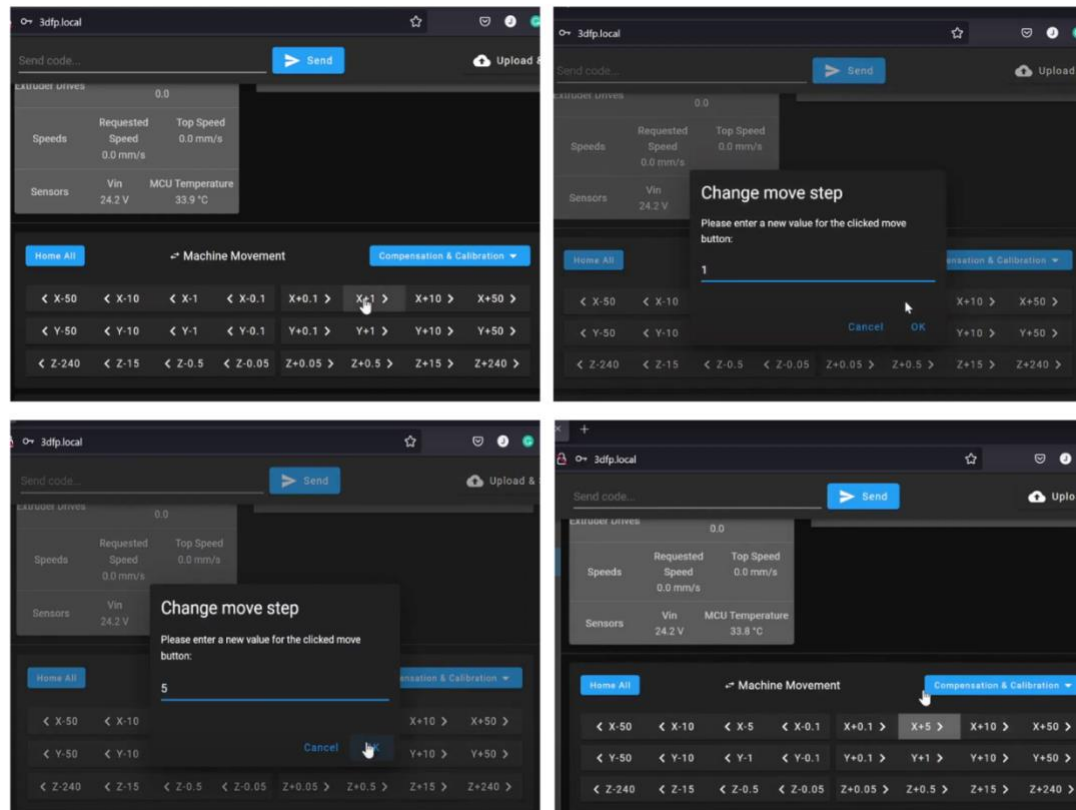 3dfp.local
Send code...
Send
Upload &
Extruder Drives
0.0
Speeds
Requested Speed
0.0 mm/s
Top Speed
0.0 mm/s
Sensors
Vin
24.2 V
MCU Temperature
33.9 °C
Home All
Machine Movement
Compensation & Calibration
X-50 X-10 X-1 X-0.1 X+0.1 X+1 X+10 X+50
Y-50 Y-10 Y-1 Y-0.1 Y+0.1 Y+1 Y+10 Y+50
Z-240 Z-15 Z-0.5 Z-0.05 Z+0.05 Z+0.5 Z+15 Z+240
3dfp.local
Send code...
Send
Upload
Extruder Drives
0.0
Speeds
Requested Speed
0.0 mm/s
Top Speed
0.0 mm/s
Sensors
Vin
24.2 V
Change move step
Please enter a new value for the clicked move
button:
1
Cancel OK
Home All
Calibration
X-50 X-10 X+10 X+50
Y-50 Y-10 Y+10 Y+50
Z-240 Z-15 Z-0.5 Z-0.05 Z+0.05 Z+0.5 Z+15 Z+240
3dfp.local
Send code...
Send
Upload &
Extruder Drives
0.0
Speeds
Requested Speed
0.0 mm/s
Top Speed
0.0 mm/s
Sensors
Vin
24.2 V
Change move step
Please enter a new value for the clicked move
button:
5
Cancel
Home All
Calibration
X-50 X-10 X+10 X+50
Y-50 Y-10 Y+10 Y+50
Z-240 Z-15 Z-0.5 Z-0.05 Z+0.05 Z+0.5 Z+15 Z+240
3dfp.local
Send code...
Send
Uplo
Extruder Drives
0.0
Speeds
Requested Speed
0.0 mm/s
Top Speed
0.0 mm/s
Sensors
Vin
24.2 V
MCU Temperature
33.8 °C
Home All
Machine Movement
Compensation & Calibration
X-50 X-10 X-5 X-0.1 X+0.1 X+5 X+10 X+50
Y-50 Y-10 Y-1 Y-0.1 Y+0.1 Y+1 Y+10 Y+50
Z-240 Z-15 Z-0.5 Z-0.05 Z+0.05 Z+0.5 Z+15 Z+240